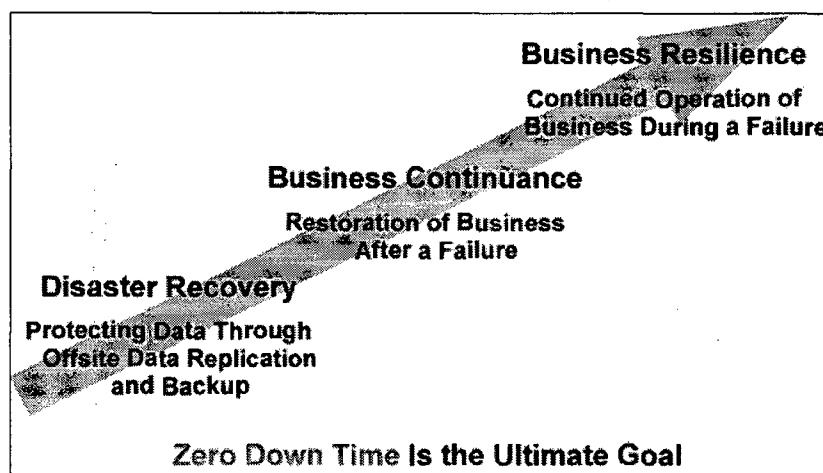 Business Resilience
Continued Operation of
Business During a Failure
Business Continuance
Restoration of Business
After a Failure
Disaster Recovery
Protecting Data Through
Offsite Data Replication
and Backup
Zero Down Time Is the Ultimate Goal